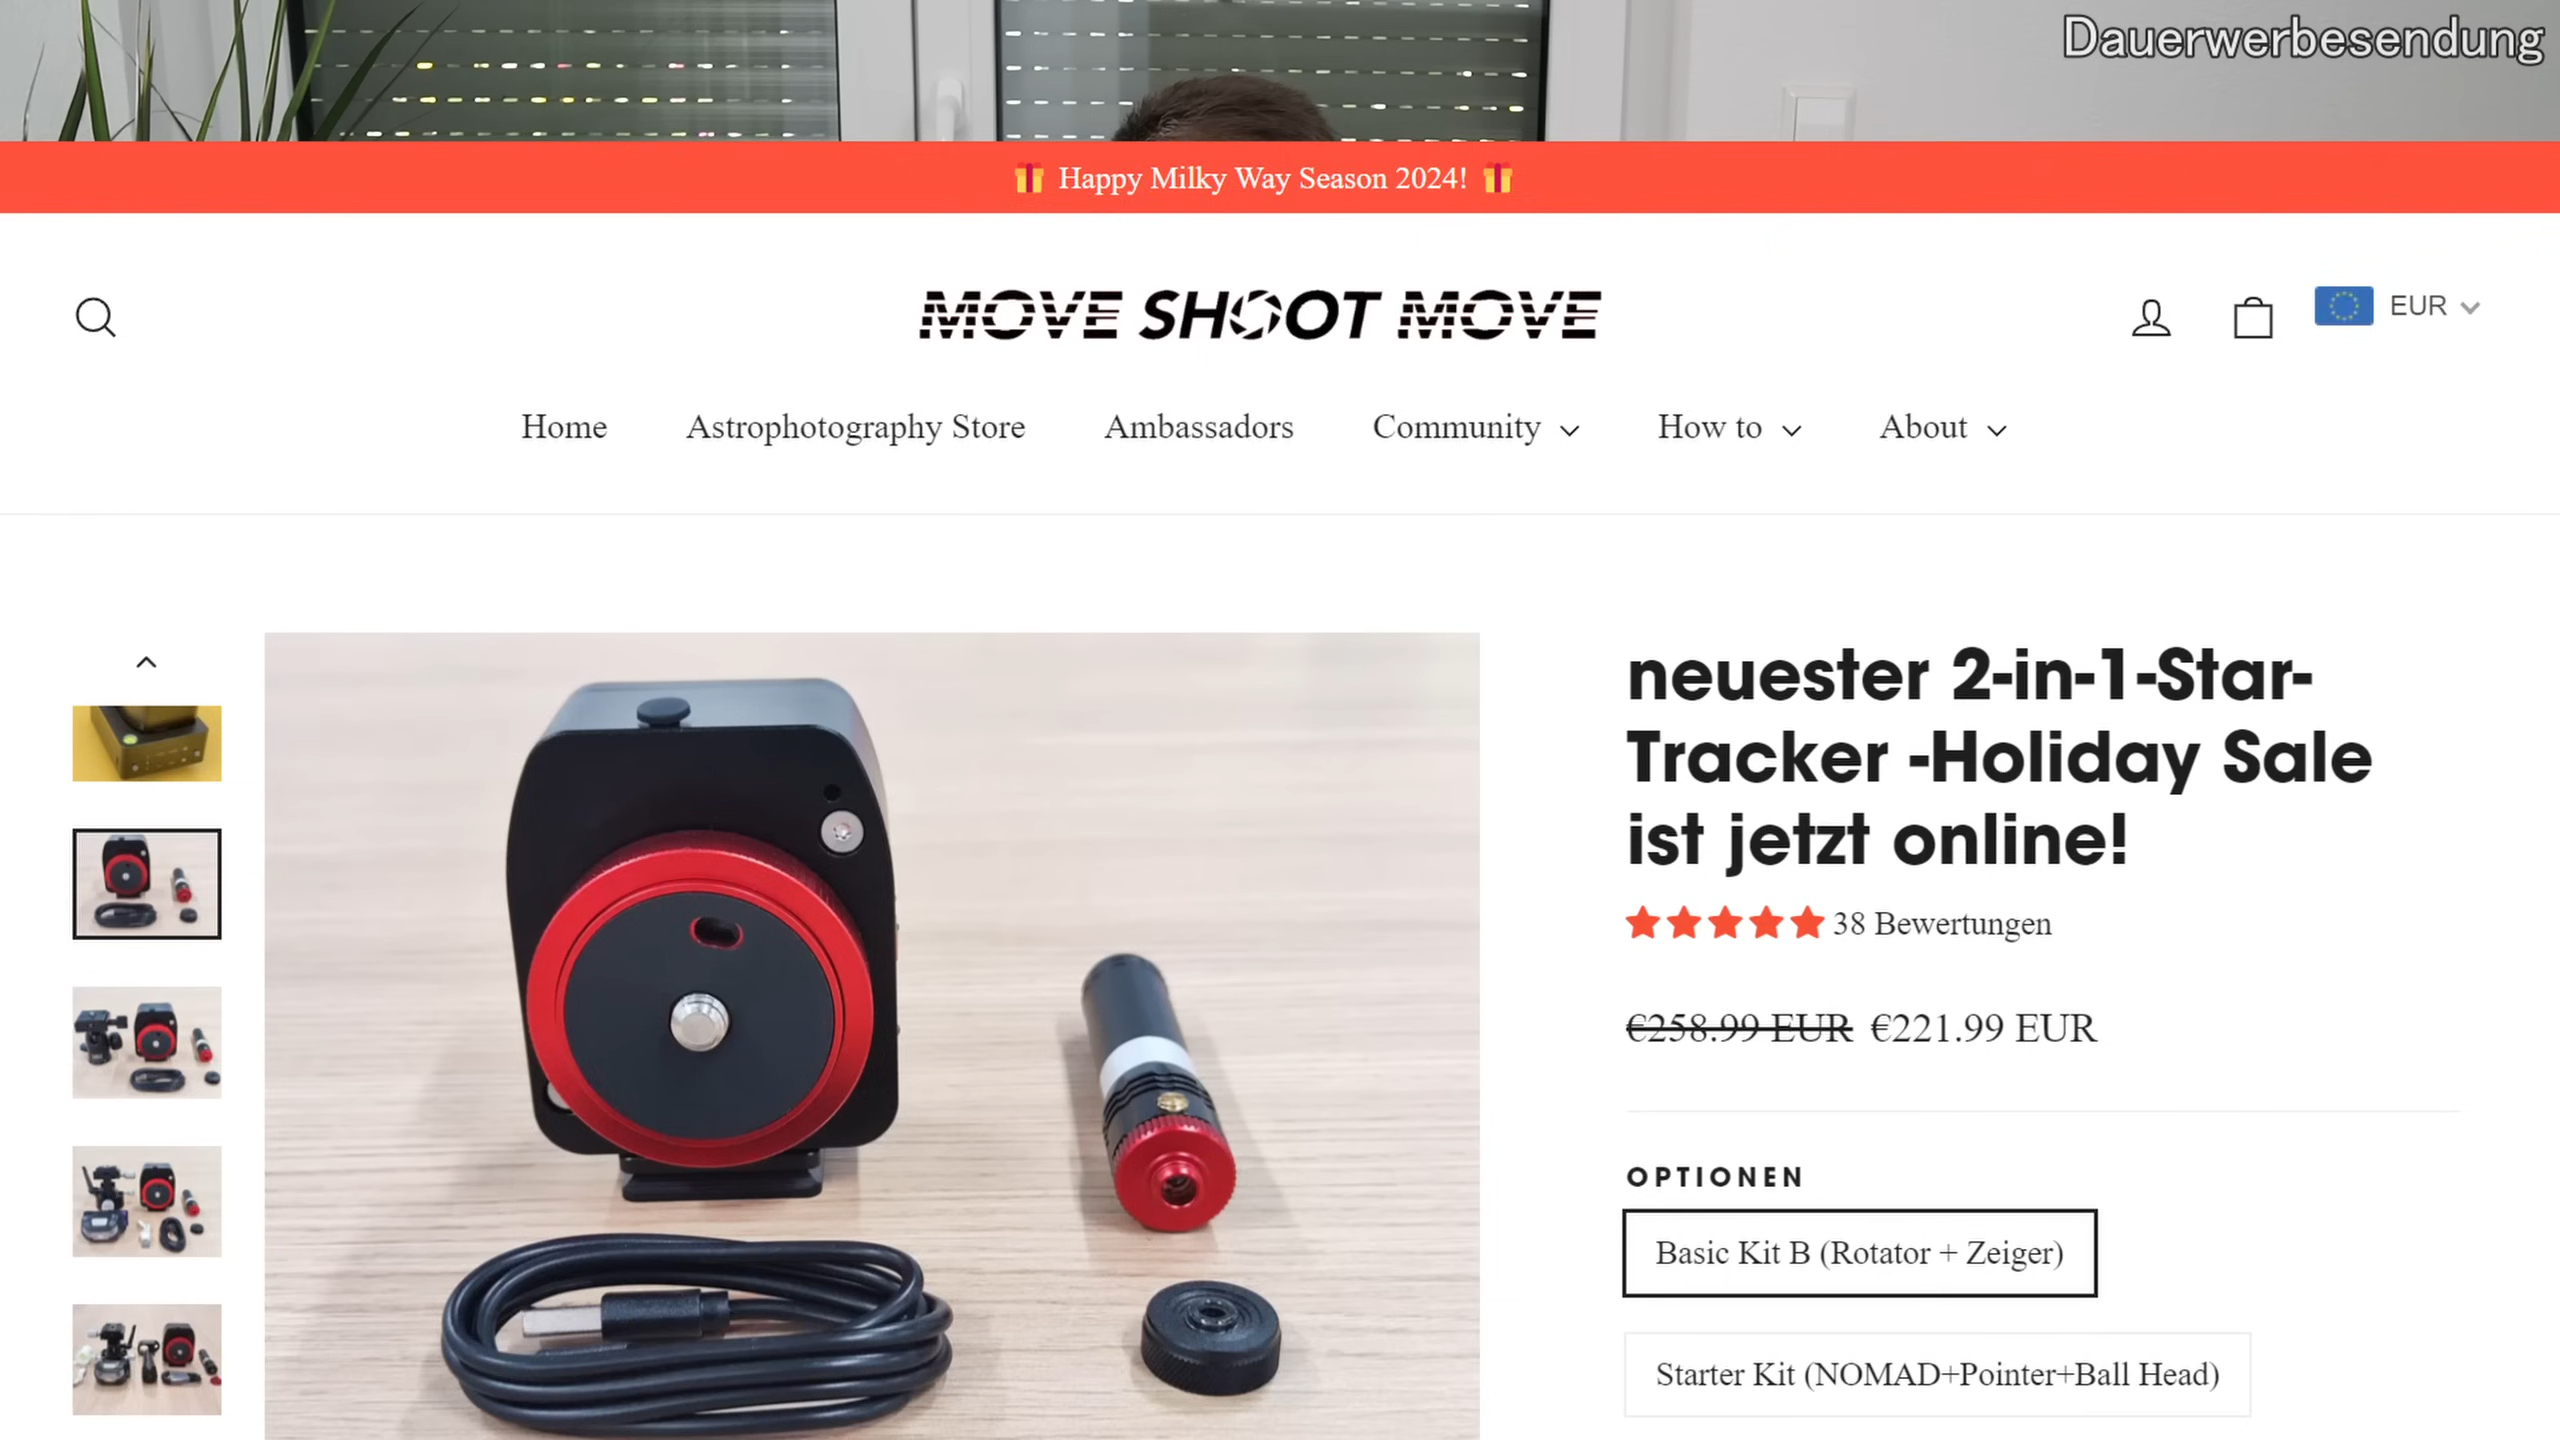 Dauerwerbesendung
Happy Milky Way Season 2024!
MOVE SHOOT MOVE
EUR
Home
Astrophotography Store
Ambassadors
Community
How to
About
neuester 2-in-1-Star-
Tracker -Holiday Sale
ist jetzt online!
38 Bewertungen
€258.99 EUR €221.99 EUR
OPTIONEN
Basic Kit B (Rotator + Zeiger)
Starter Kit (NOMAD+Pointer+Ball Head)